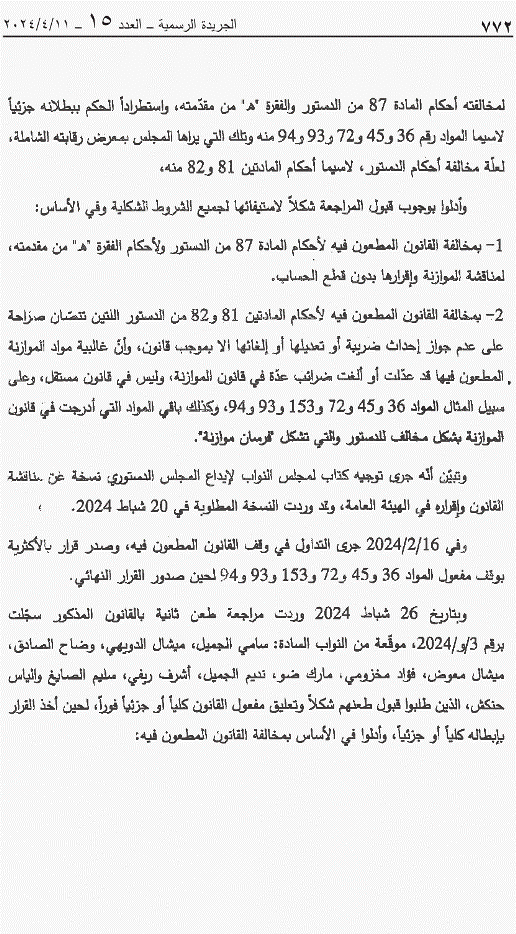 ٧٧٢ الجريدة الرسمية ــ العدد ١٥ ــ ٢٠٢٤/٤/١١
لمخالفته أحكام المادة 87 من الدستور والفقرة "هـ" من مقدّمته، واستطراداً الحكم ببطلانه جزئياً
لاسيما المواد رقم 36 و45 و72 و93 و94 منه وتلك التي يراها المجلس بمعرض رقابته الشاملة،
لعلّة مخالفة أحكام الدستور، لاسيما أحكام المادتين 81 و82 منه،
وأدلوا بوجوب قبول المراجعة شكلاً لاستيفائها لجميع الشروط الشكلية وفي الأساس:
1– بمخالفة القانون المطعون فيه لأحكام المادة 87 من الدستور ولأحكام الفقرة "هـ" من مقدمته،
لمناقشة الموازنة وإقرارها بدون قطع الحساب.
2– بمخالفة القانون المطعون فيه لأحكام المادتين 81 و82 من الدستور اللتين تنصّان صراحة
على عدم جواز إحداث ضريبة أو تعديلها أو إلغائها الا بموجب قانون، وأنّ غالبية مواد الموازنة
المطعون فيها قد عدّلت أو ألغت ضرائب عدّة في قانون الموازنة، وليس في قانون مستقل، وعلى
سبيل المثال المواد 36 و45 و72 و153 و93 و94، وكذلك باقي المواد التي أدرجت في قانون
الموازنة بشكل مخالف للدستور والتي تشكل "فرسان موازنة".
وتبيّن أنّه جرى توجيه كتاب لمجلس النواب لإيداع المجلس الدستوري نسخة عن مناقشة
القانون وإقراره في الهيئة العامة، وقد وردت النسخة المطلوبة في 20 شباط 2024.
وفي 2024/2/16 جرى التداول في وقف القانون المطعون فيه، وصدر قرار بالأكثرية
بوقف مفعول المواد 36 و45 و72 و153 و93 و94 لحين صدور القرار النهائي.
وبتاريخ 26 شباط 2024 وردت مراجعة طعن ثانية بالقانون المذكور سجّلت
برقم 3/و/2024، موقّعة من النواب السادة: سامي الجميل، ميشال الدويهي، وضاح الصادق،
ميشال معوض، فؤاد مخزومي، مارك ضو، نديم الجميل، أشرف ريفي، سليم الصايغ والياس
حنكش، الذين طلبوا قبول طعنهم شكلاً وتعليق مفعول القانون كلياً أو جزئياً فوراً، لحين أخذ القرار
بإبطاله كلياً أو جزئياً، وأدلوا في الأساس بمخالفة القانون المطعون فيه: